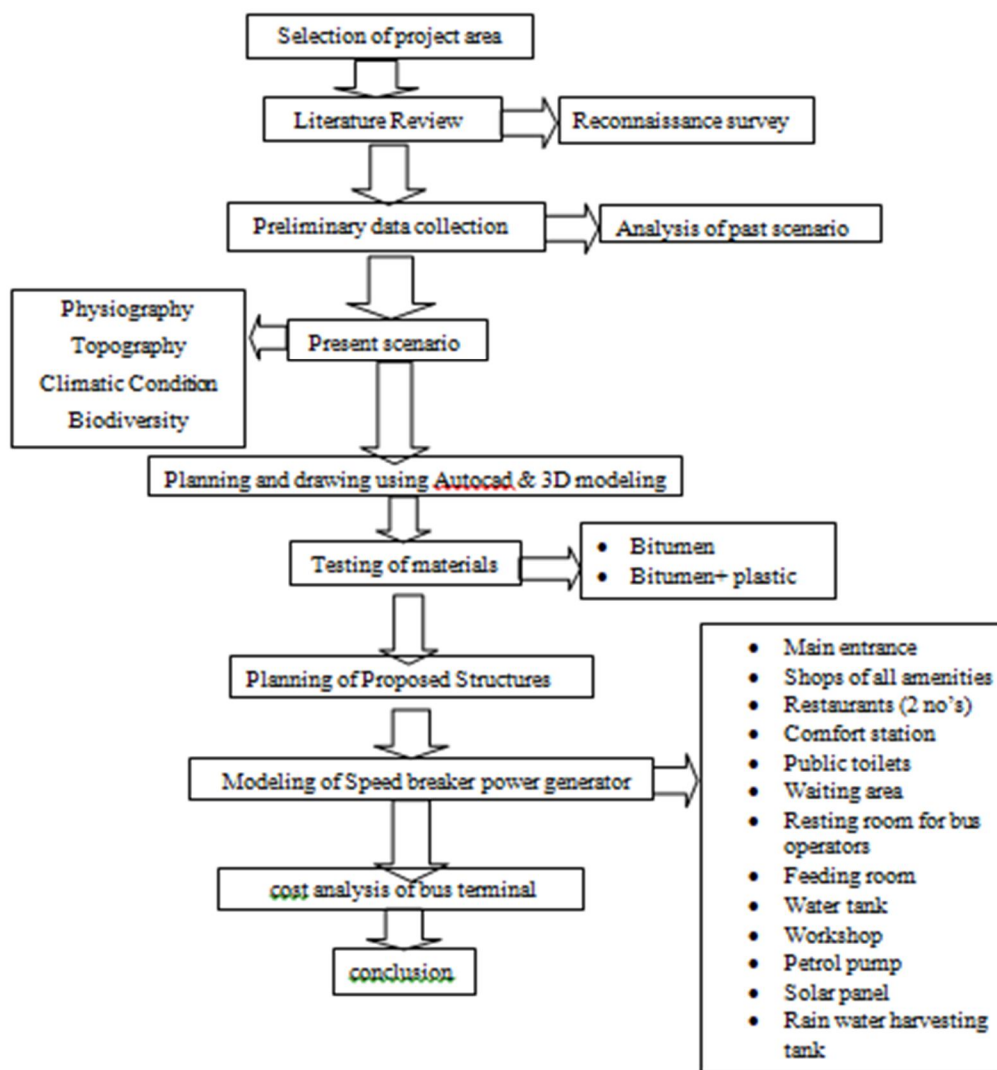 Selection of project area
Literature Review
Reconnaissance survey
Preliminary data collection
Analysis of past scenario
Physiography
Topography
Climatic Condition
Biodiversity
Present scenario
Planning and drawing using Autocad & 3D modeling
Testing of materials
• Bitumen
• Bitumen+ plastic
Planning of Proposed Structures
Modeling of Speed breaker power generator
• Main entrance
• Shops of all amenities
• Restaurants (2 no's)
• Comfort station
• Public toilets
• Waiting area
• Resting room for bus
operators
• Feeding room
• Water tank
• Workshop
• Petrol pump
• Solar panel
• Rain water harvesting
tank
cost analysis of bus terminal
conclusion